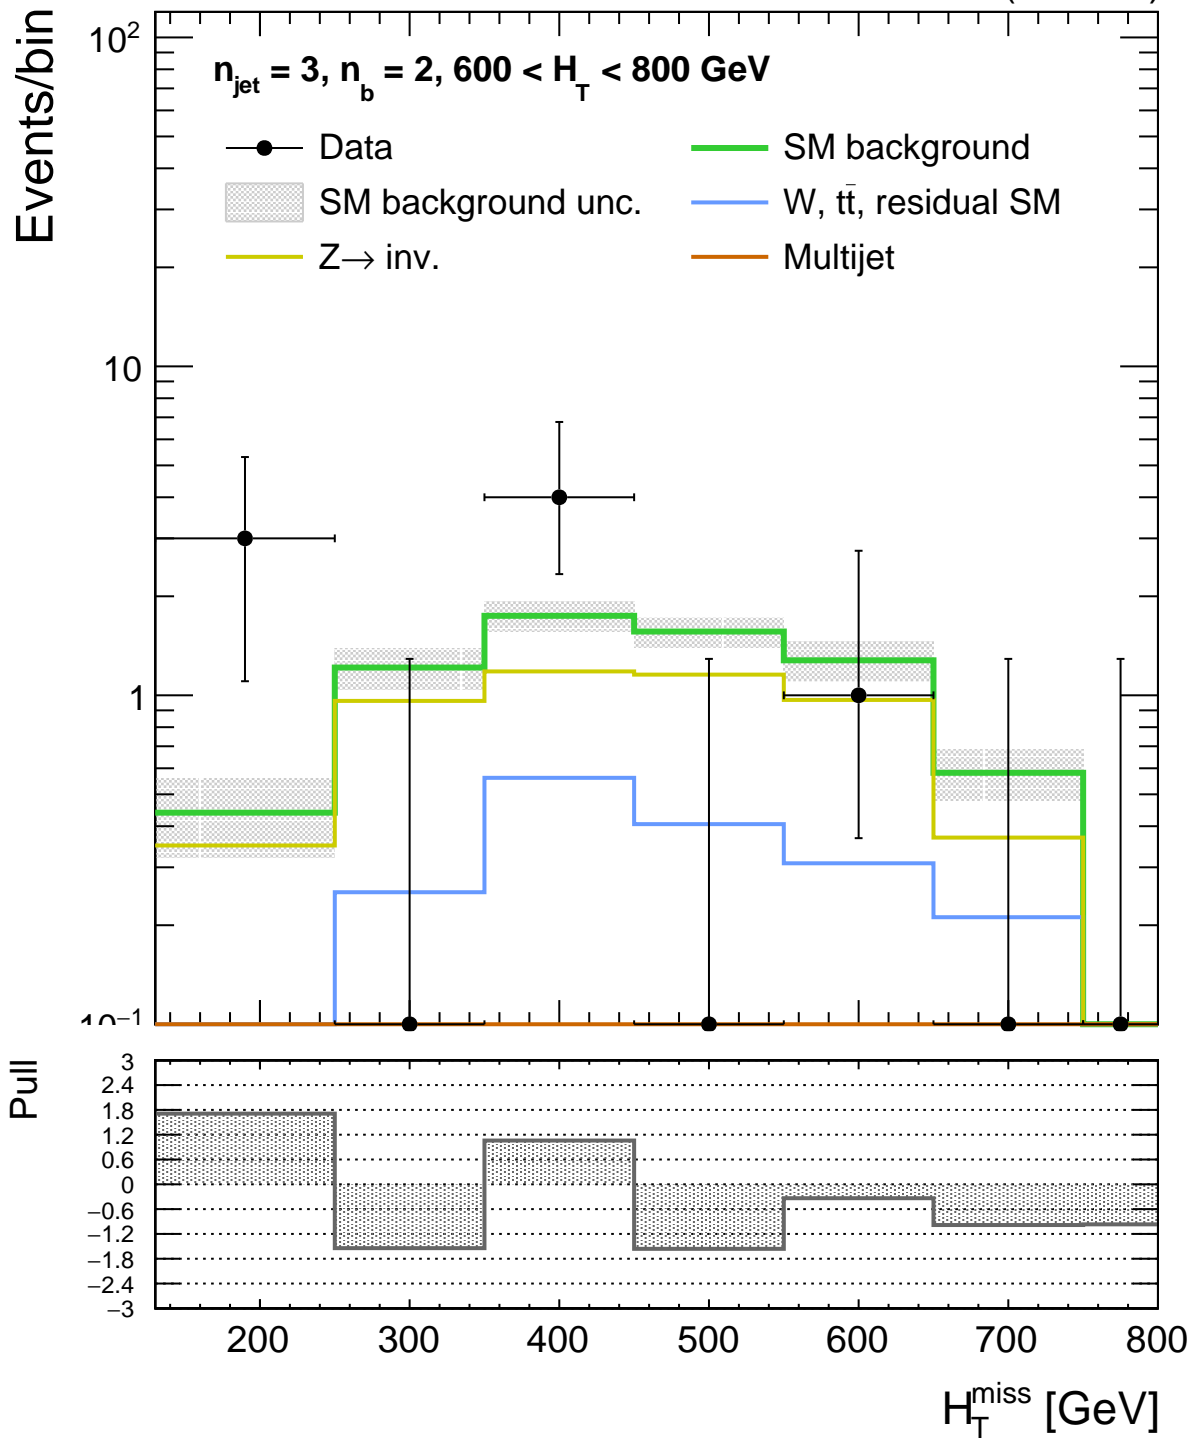 Events/bin
10²
10
1
10⁻¹
n_jet = 3, n_b = 2, 600 < H_T < 800 GeV
Data
SM background
SM background unc.
W, tt̄, residual SM
Z→ inv.
Multijet
Pull
3
2.4
1.8
1.2
0.6
0
−0.6
−1.2
−1.8
−2.4
−3
200 300 400 500 600 700 800
H_T^miss [GeV]